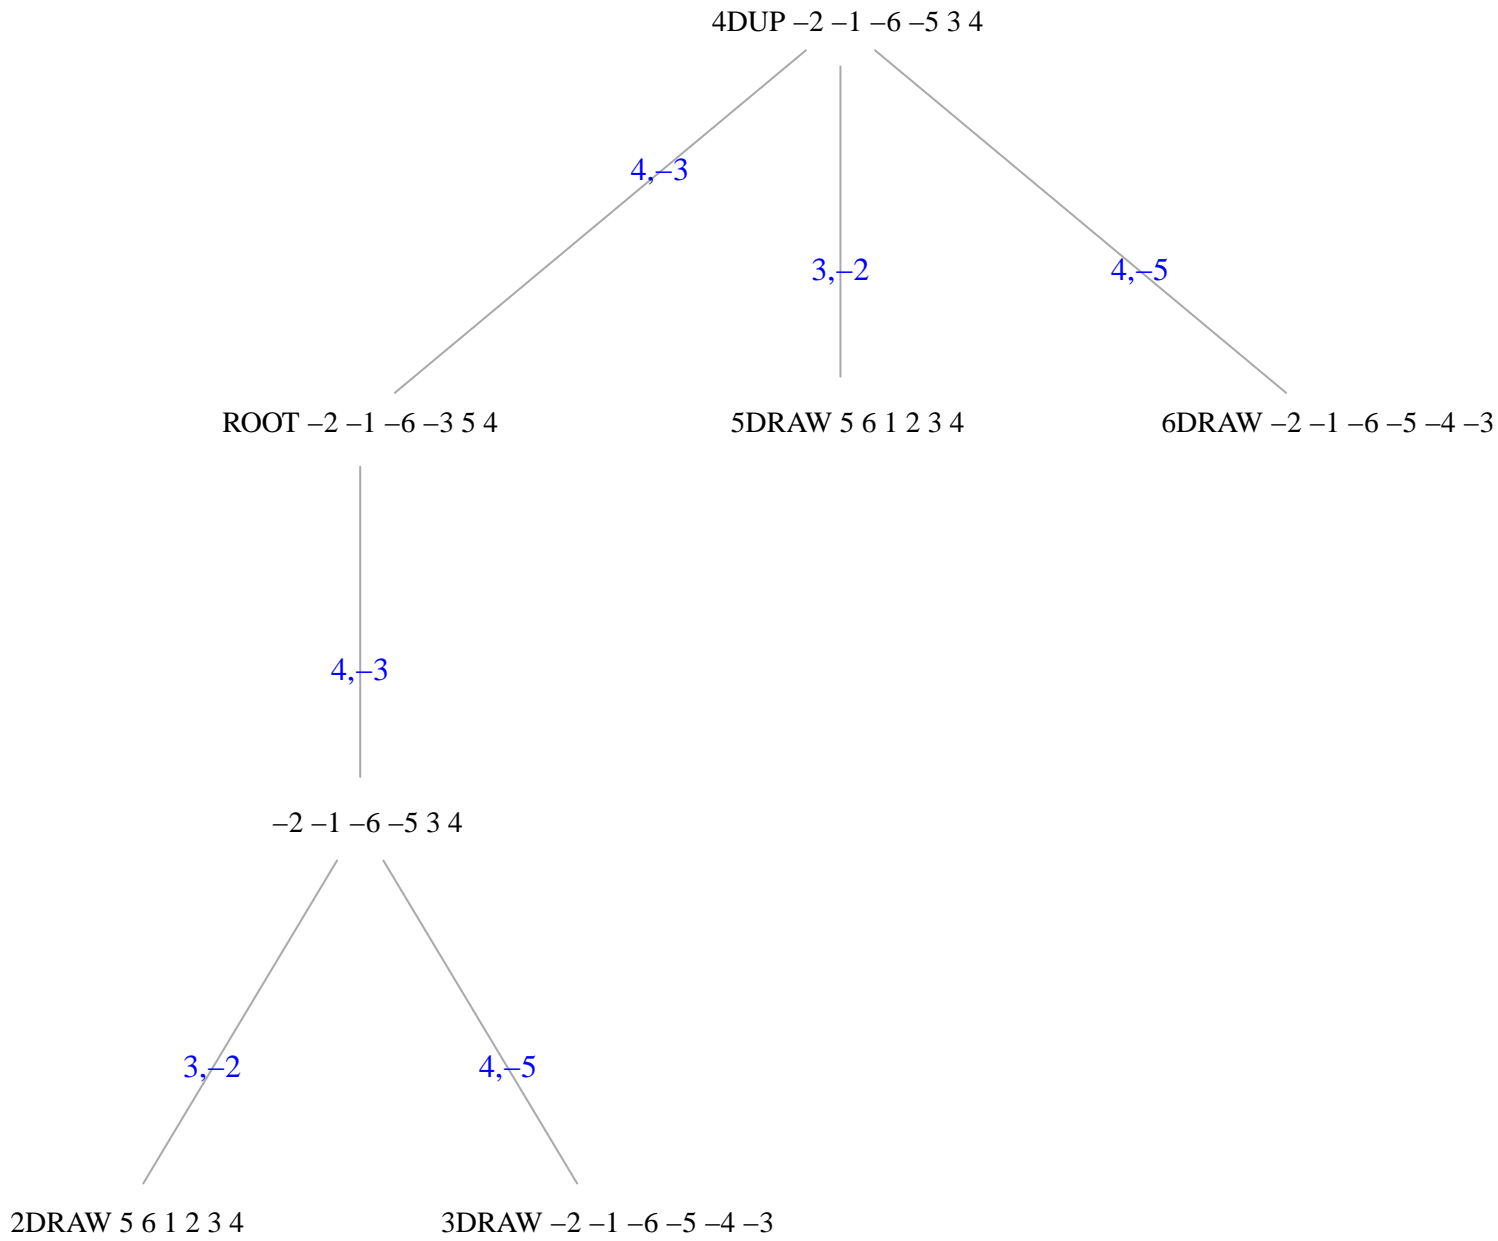 4DUP –2 –1 –6 –5 3 4
4,–3
3,–2
4,–5
ROOT –2 –1 –6 –3 5 4
5DRAW 5 6 1 2 3 4
6DRAW –2 –1 –6 –5 –4 –3
4,–3
–2 –1 –6 –5 3 4
3,–2
4,–5
2DRAW 5 6 1 2 3 4
3DRAW –2 –1 –6 –5 –4 –3